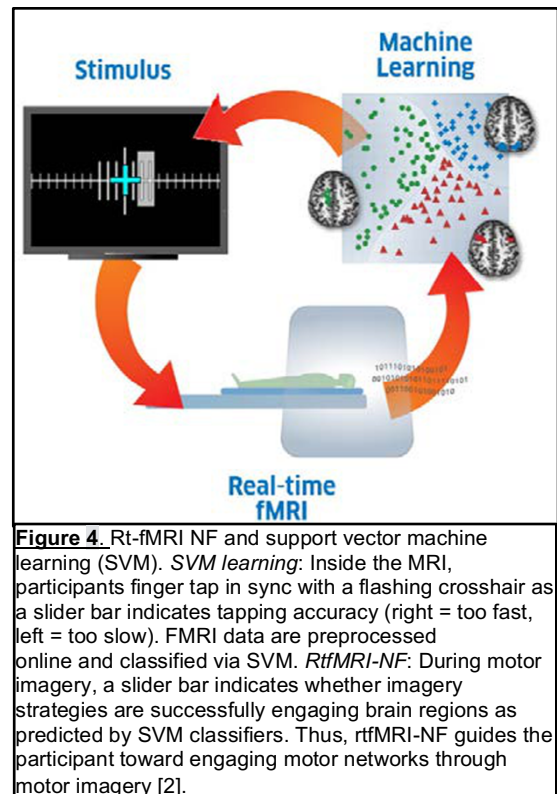 Stimulus
Machine
Learning
Real-time
fMRI
Figure 4. Rt-fMRI NF and support vector machine
learning (SVM). SVM learning: Inside the MRI,
participants finger tap in sync with a flashing crosshair as
a slider bar indicates tapping accuracy (right = too fast,
left = too slow). FMRI data are preprocessed
online and classified via SVM. RtfMRI-NF: During motor
imagery, a slider bar indicates whether imagery
strategies are successfully engaging brain regions as
predicted by SVM classifiers. Thus, rtfMRI-NF guides the
participant toward engaging motor networks through
motor imagery [2].